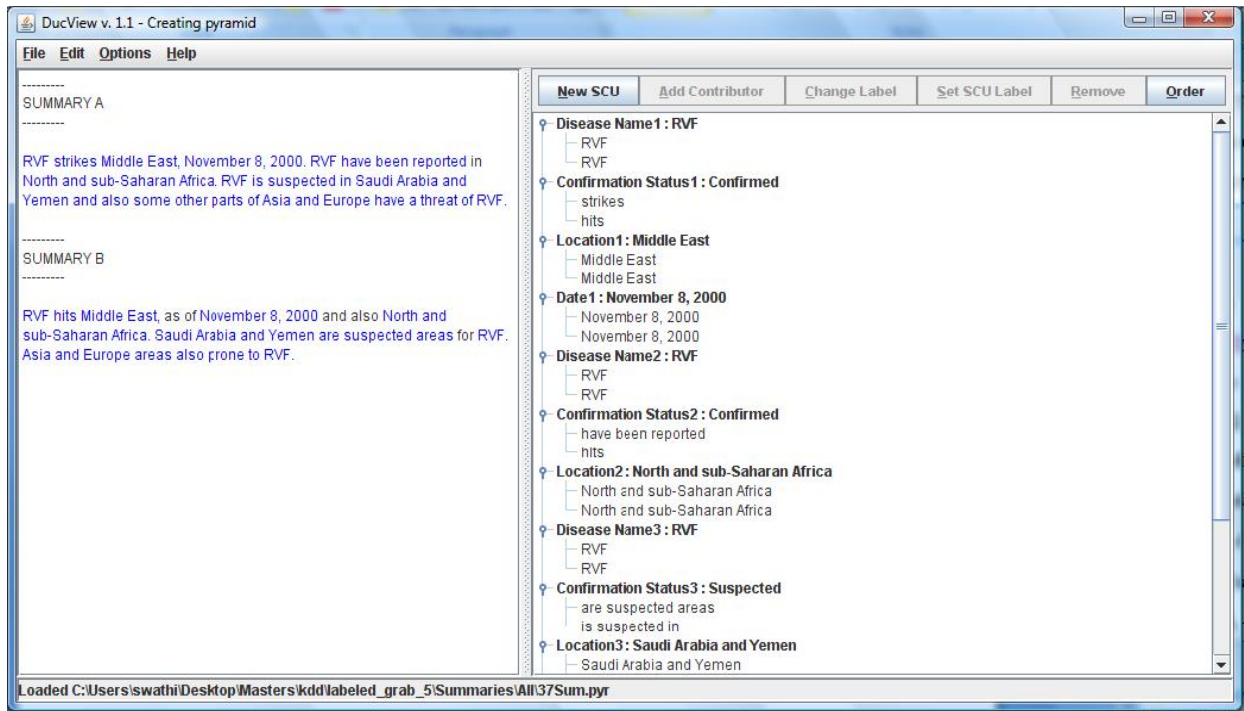 DucView v. 1.1 - Creating pyramid
File Edit Options Help
---------
SUMMARY A
---------
RVF strikes Middle East, November 8, 2000. RVF have been reported in
North and sub-Saharan Africa. RVF is suspected in Saudi Arabia and
Yemen and also some other parts of Asia and Europe have a threat of RVF.
---------
SUMMARY B
---------
RVF hits Middle East, as of November 8, 2000 and also North and
sub-Saharan Africa. Saudi Arabia and Yemen are suspected areas for RVF.
Asia and Europe areas also prone to RVF.
New SCU Add Contributor Change Label Set SCU Label Remove Order
Disease Name1 : RVF
RVF
RVF
Confirmation Status1 : Confirmed
strikes
hits
Location1 : Middle East
Middle East
Middle East
Date1 : November 8, 2000
November 8, 2000
November 8, 2000
Disease Name2 : RVF
RVF
RVF
Confirmation Status2 : Confirmed
have been reported
hits
Location2 : North and sub-Saharan Africa
North and sub-Saharan Africa
North and sub-Saharan Africa
Disease Name3 : RVF
RVF
RVF
Confirmation Status3 : Suspected
are suspected areas
is suspected in
Location3 : Saudi Arabia and Yemen
Saudi Arabia and Yemen
Loaded C:\Users\swathi\Desktop\Masters\kdd\labeled_grab_5\Summaries\All\37Sum.pyr